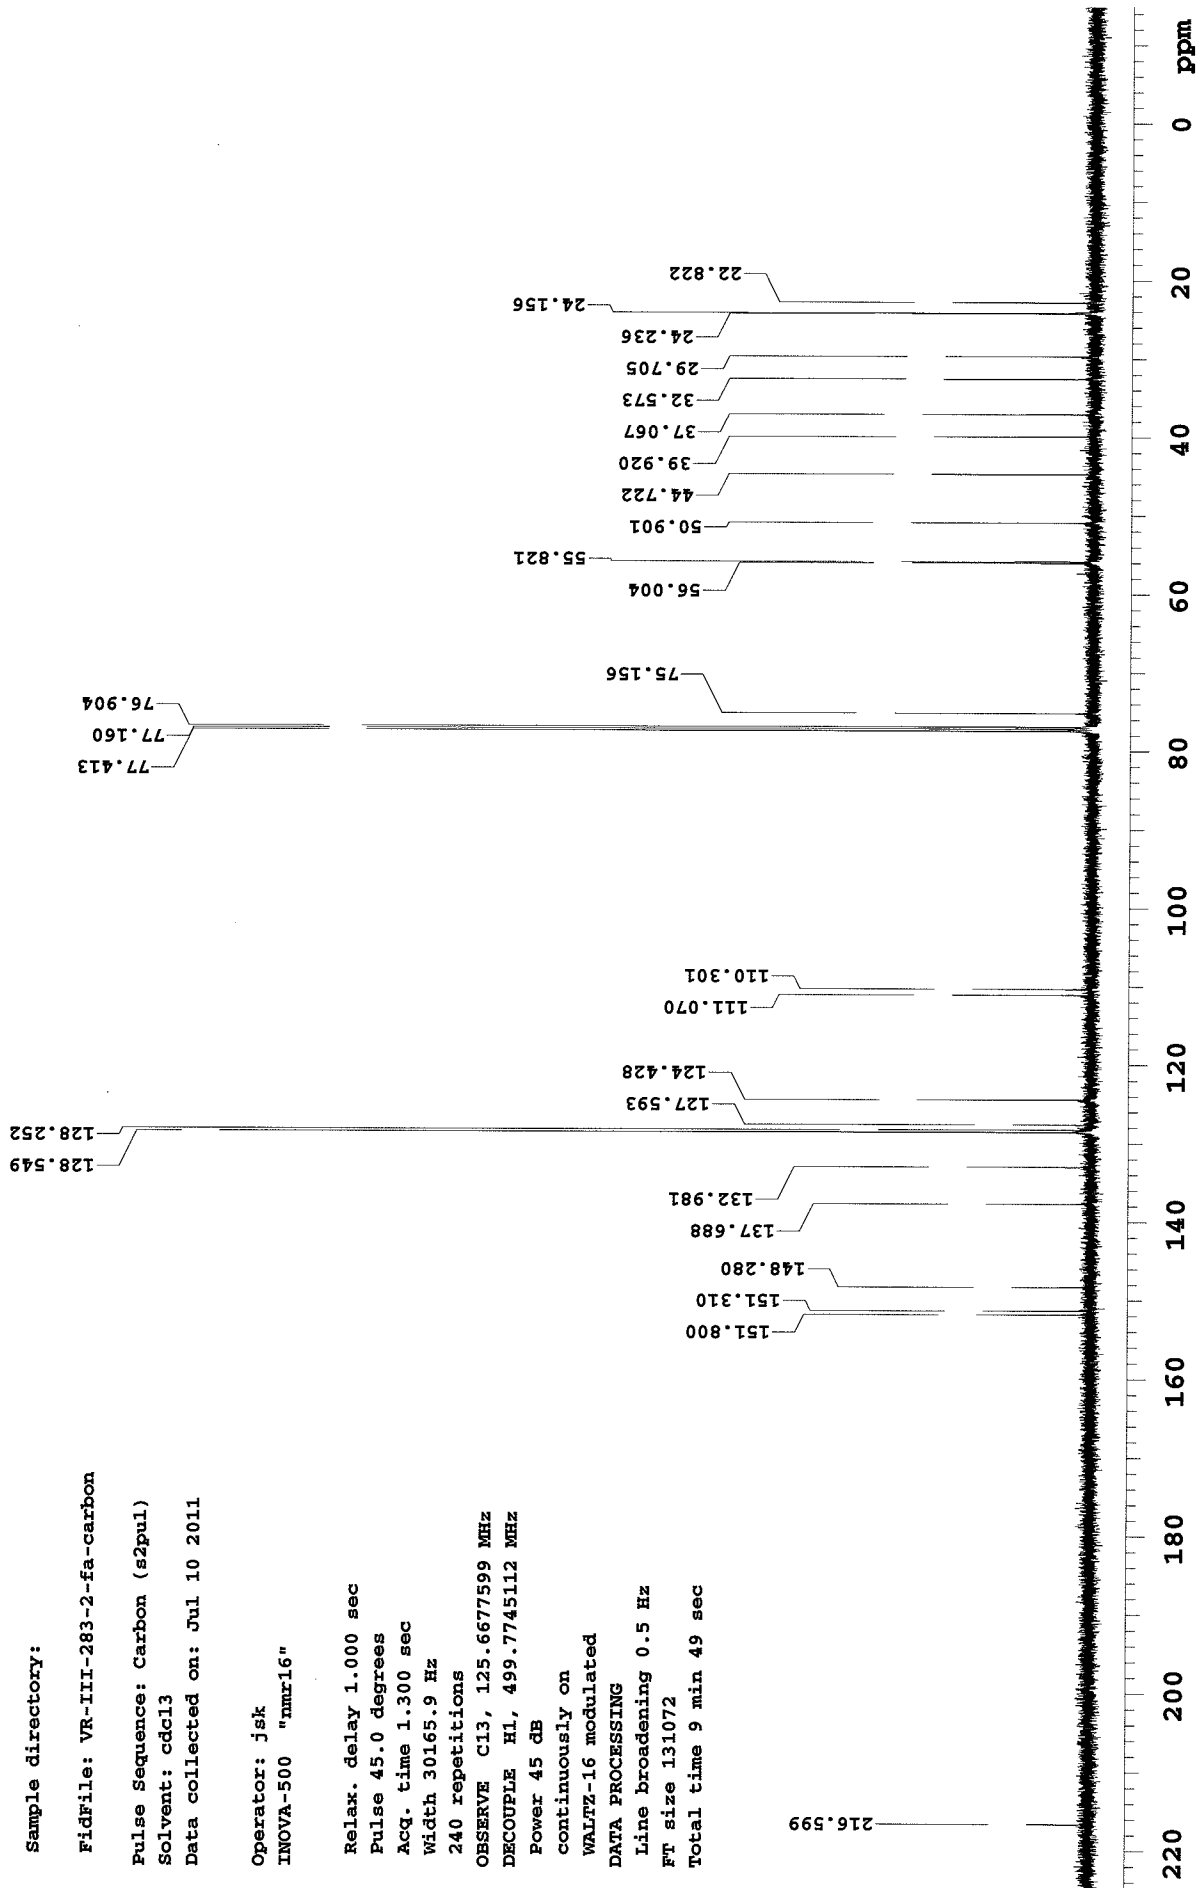 Sample directory:
FidFile: VR-III-283-2-fa-carbon
Pulse Sequence: Carbon (s2pul)
Solvent: cdcl3
Data collected on: Jul 10 2011
Operator: jsk
INOVA-500 "nmr16"
Relax. delay 1.000 sec
Pulse 45.0 degrees
Acq. time 1.300 sec
Width 30165.9 Hz
240 repetitions
OBSERVE C13, 125.6677599 MHz
DECOUPLE H1, 499.7745112 MHz
Power 45 dB
continuously on
WALTZ-16 modulated
DATA PROCESSING
Line broadening 0.5 Hz
FT size 131072
Total time 9 min 49 sec
216.599
151.800
151.310
148.280
137.688
132.981
128.549
128.252
127.593
124.428
111.070
110.301
77.413
77.160
76.904
75.156
56.004
55.821
50.901
44.722
39.920
37.067
32.573
29.705
24.236
24.156
22.822
220 200 180 160 140 120 100 80 60 40 20 0 ppm